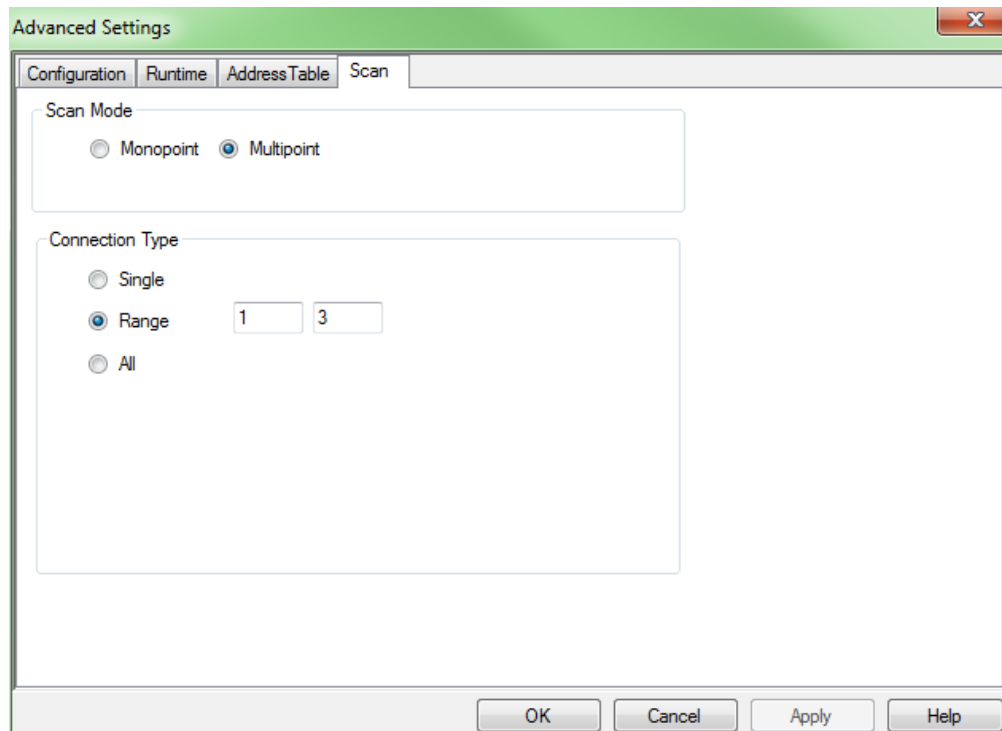 Advanced Settings
Configuration Runtime AddressTable Scan
Scan Mode
Monopoint Multipoint
Connection Type
Single
Range 1 3
All
OK Cancel Apply Help